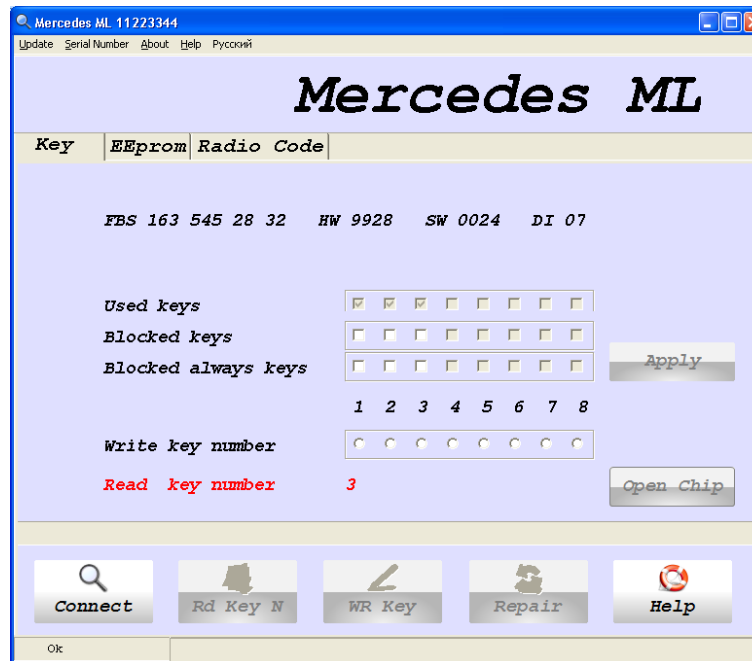 Mercedes ML 11223344
Update Serial Number About Help Русский
Mercedes ML
Key EEprom Radio Code
FBS 163 545 28 32 HW 9928 SW 0024 DI 07
Used keys
Blocked keys
Blocked always keys
Apply
1 2 3 4 5 6 7 8
Write key number
Read key number 3
Open Chip
Connect Rd Key N WR Key Repair Help
Ok